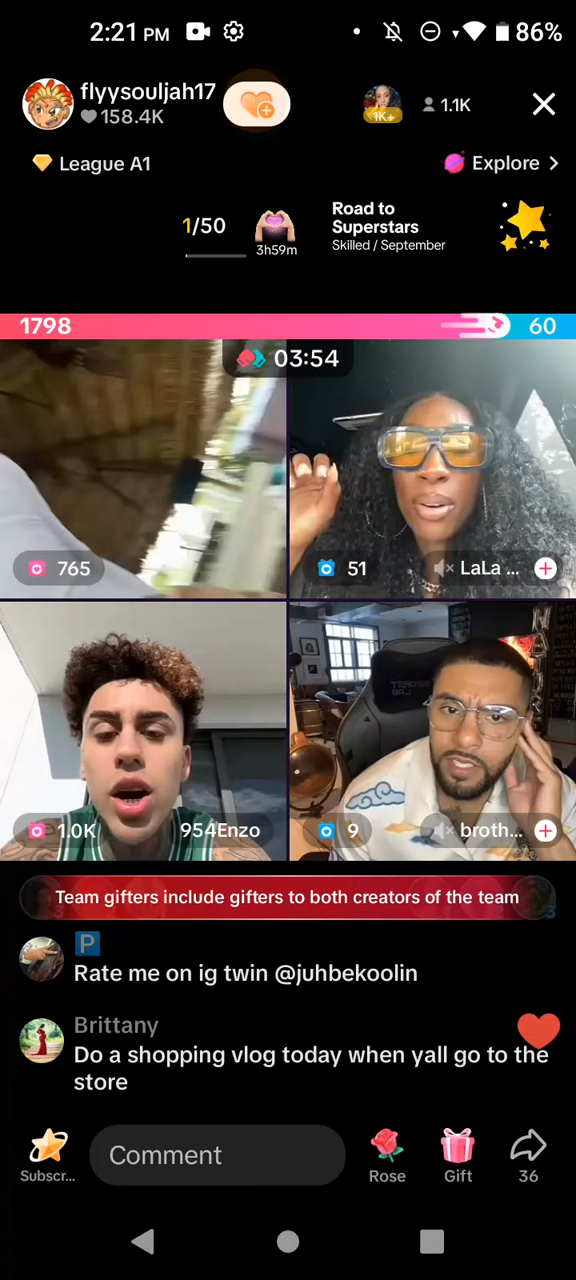 2:21 PM
86%
flyysouljah17
158.4K
1K+
1.1K
League A1
Explore
1/50
3h59m
Road to
Superstars
Skilled / September
1798
60
03:54
765
51
LaLa ...
1.0K
954Enzo
9
broth...
Team gifters include gifters to both creators of the team
3
P
Rate me on ig twin @juhbekoolin
Brittany
Do a shopping vlog today when yall go to the
store
Subscr...
Comment
Rose
Gift
36